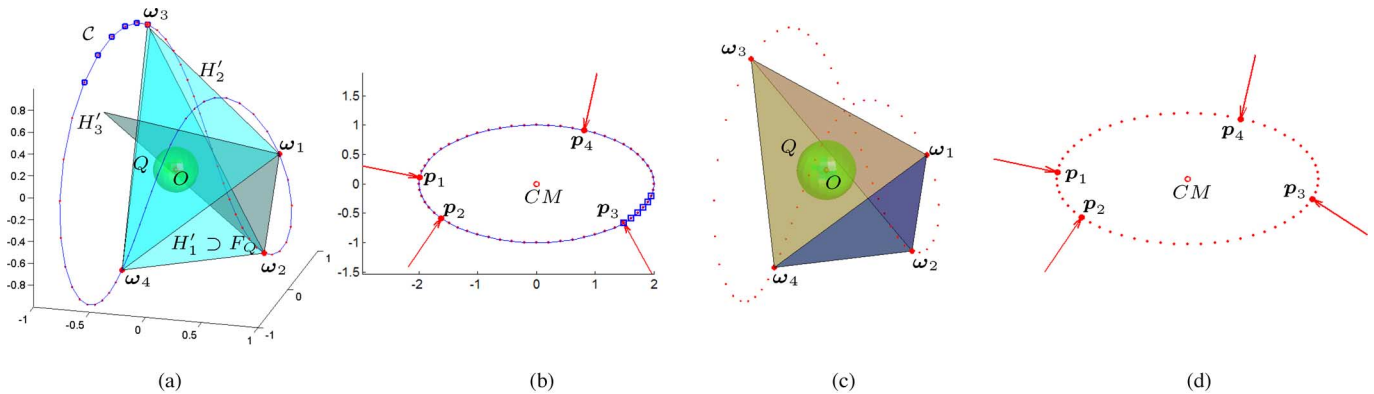 𝒞
ω₃
H′₂
H′₃
ω₁
Q
O
H′₁ ⊃ F_Q
ω₂
ω₄
0.8
0.6
0.4
0.2
0
-0.2
-0.4
-0.6
-0.8
-1
-0.5
0
0.5
1
-1
0
1
(a)
1.5
1
0.5
0
-0.5
-1
-1.5
-2
-1
0
1
2
p₁
p₂
p₃
p₄
CM
(b)
ω₃
Q
O
ω₁
ω₂
ω₄
(c)
p₄
p₁
p₃
p₂
CM
(d)